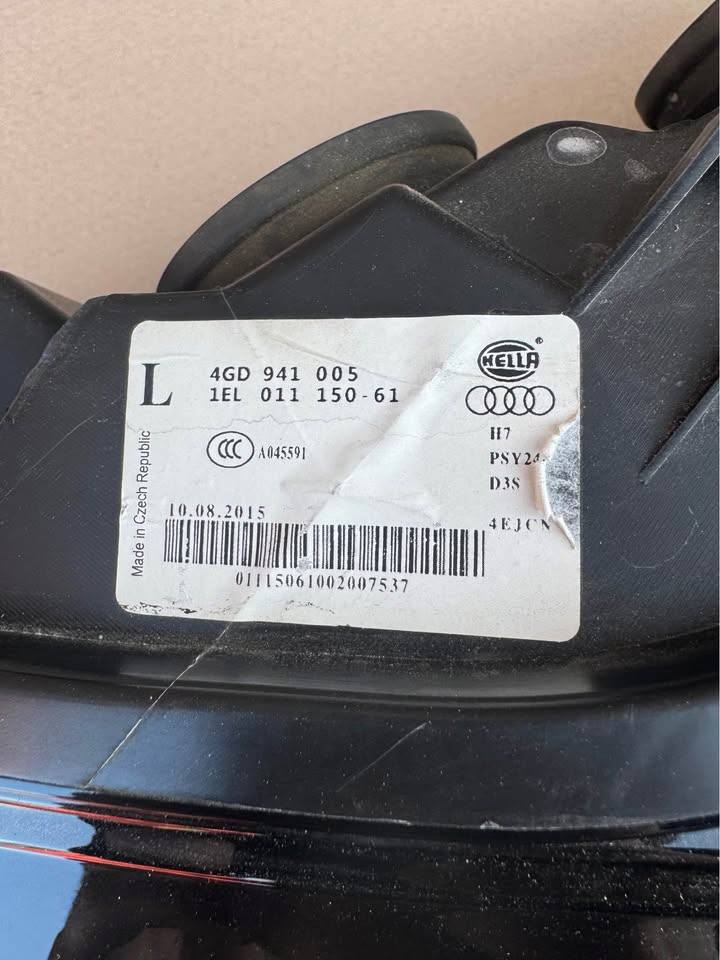 L
4GD 941 005
1EL 011 150-61
HELLA ®
CCC A045591
H7
D3S
10.08.2015
Made in Czech Republic
01115061002007537